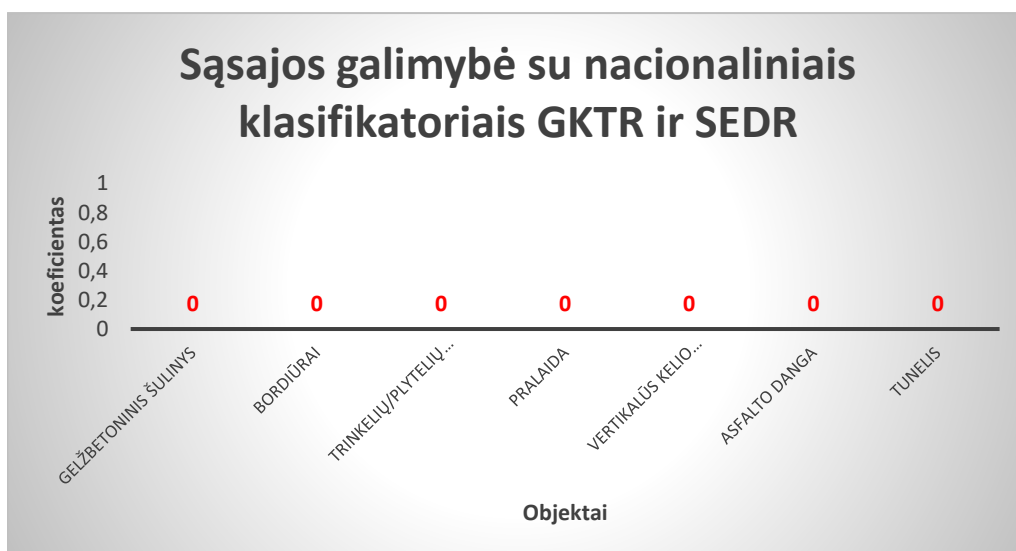 Sąsajos galimybė su nacionaliniais
klasifikatoriais GKTR ir SEDR
koeficientas
1
0,8
0,6
0,4
0,2
0
0 0 0 0 0 0 0
GELŽBETONINIS ŠULINYS
BORDIŪRAI
TRINKELIŲ/PLYTELIŲ...
PRALAIDA
VERTIKALŪS KELIO...
ASFALTO DANGA
TUNELIS
Objektai